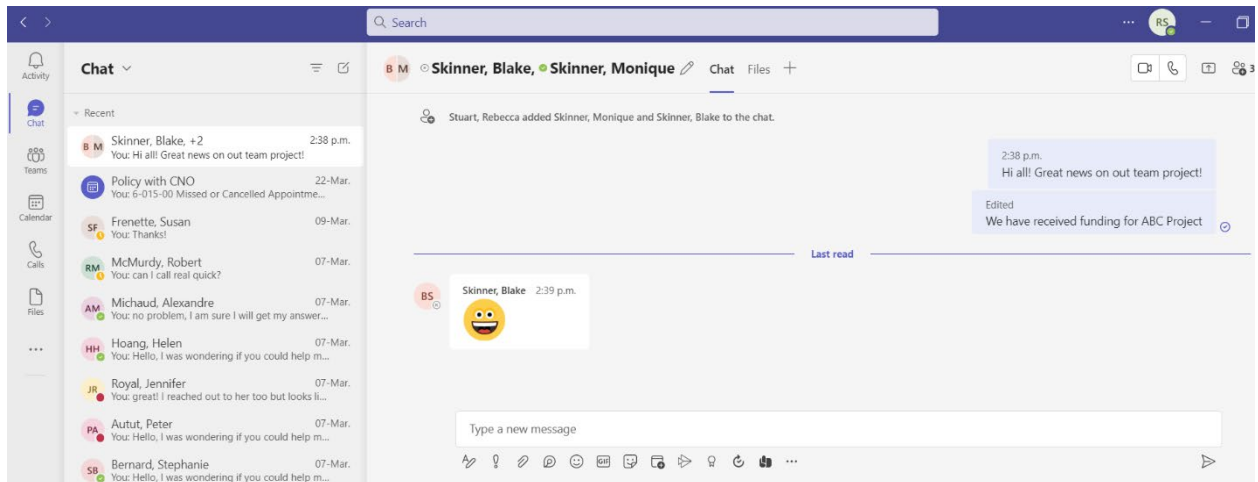 Search
RS
Activity
Chat
Teams
Calendar
Calls
Files
Chat
Recent
B M
Skinner, Blake, +2 2:38 p.m.
You: Hi all! Great news on out team project!
Policy with CNO 22-Mar.
You: 6-015-00 Missed or Cancelled Appointme...
SF
Frenette, Susan 09-Mar.
You: Thanks!
RM
McMurdy, Robert 07-Mar.
You: can I call real quick?
AM
Michaud, Alexandre 07-Mar.
You: no problem, I am sure I will get my answer...
HH
Hoang, Helen 07-Mar.
You: Hello, I was wondering if you could help m...
JR
Royal, Jennifer 07-Mar.
You: great! I reached out to her too but looks li...
PA
Autut, Peter 07-Mar.
You: Hello, I was wondering if you could help m...
SB
Bernard, Stephanie 07-Mar.
You: Hello, I was wondering if you could help m...
B M Skinner, Blake, Skinner, Monique Chat Files 3
Stuart, Rebecca added Skinner, Monique and Skinner, Blake to the chat.
2:38 p.m.
Hi all! Great news on out team project!
Edited
We have received funding for ABC Project
Last read
BS
Skinner, Blake 2:39 p.m.
Type a new message
GIF